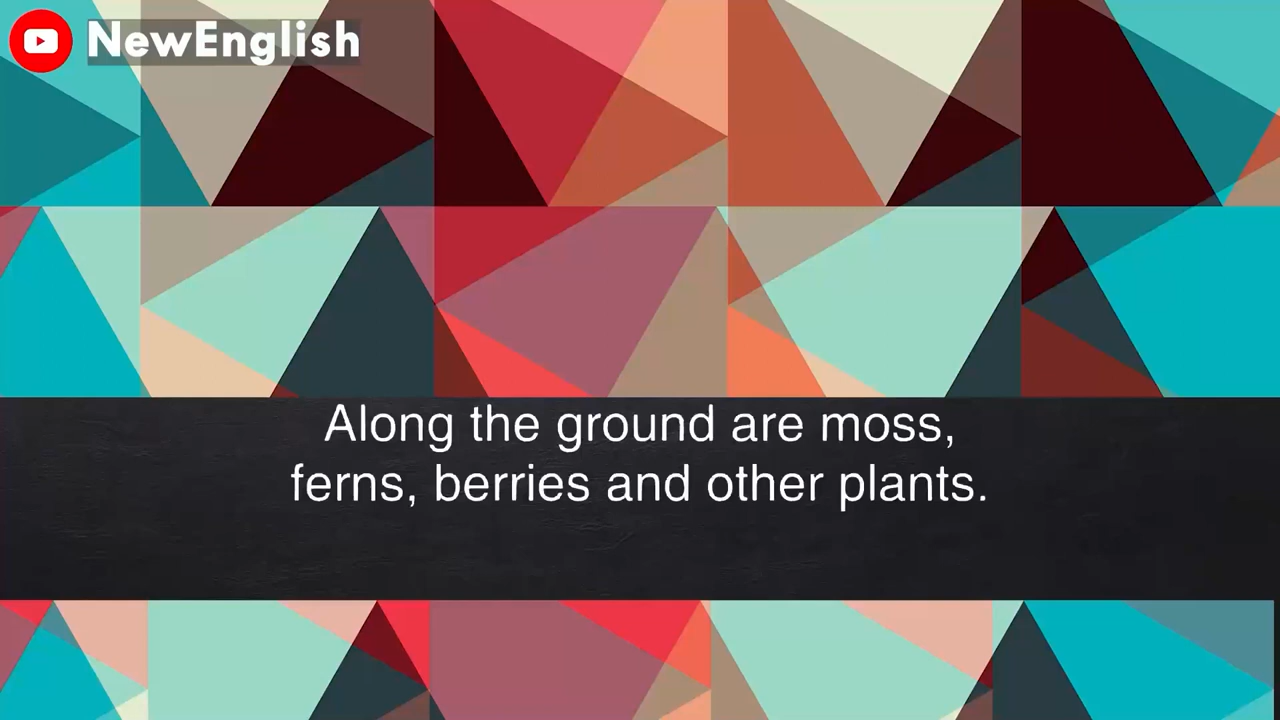 NewEnglish
Along the ground are moss,
ferns, berries and other plants.